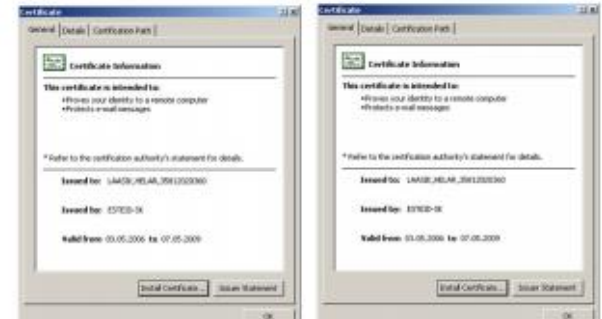 Certificate
General Details Certification Path
Certificate Information
This certificate is intended to:
•Proves your identity to a remote computer
•Protects e-mail messages
* Refer to the certification authority's statement for details.
Issued to:
Issued by: ESTEID-SK
Valid from 03.05.2006 to 07.05.2009
Install Certificate... Issuer Statement
OK
Certificate
General Details Certification Path
Certificate Information
This certificate is intended to:
•Proves your identity to a remote computer
•Protects e-mail messages
* Refer to the certification authority's statement for details.
Issued to:
Issued by: ESTEID-SK
Valid from 03.05.2006 to 07.05.2009
Install Certificate... Issuer Statement
OK